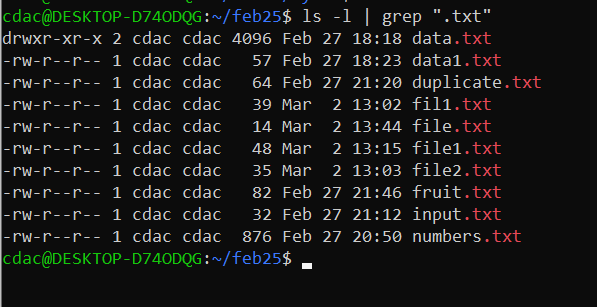 cdac@DESKTOP-D74ODQG:~/feb25$ ls -l | grep ".txt"
drwxr-xr-x 2 cdac cdac 4096 Feb 27 18:18 data.txt
-rw-r--r-- 1 cdac cdac   57 Feb 27 18:23 data1.txt
-rw-r--r-- 1 cdac cdac   64 Feb 27 21:20 duplicate.txt
-rw-r--r-- 1 cdac cdac   39 Mar  2 13:02 fil1.txt
-rw-r--r-- 1 cdac cdac   14 Mar  2 13:44 file.txt
-rw-r--r-- 1 cdac cdac   48 Mar  2 13:15 file1.txt
-rw-r--r-- 1 cdac cdac   35 Mar  2 13:03 file2.txt
-rw-r--r-- 1 cdac cdac   82 Feb 27 21:46 fruit.txt
-rw-r--r-- 1 cdac cdac   32 Feb 27 21:12 input.txt
-rw-r--r-- 1 cdac cdac  876 Feb 27 20:50 numbers.txt
cdac@DESKTOP-D74ODQG:~/feb25$